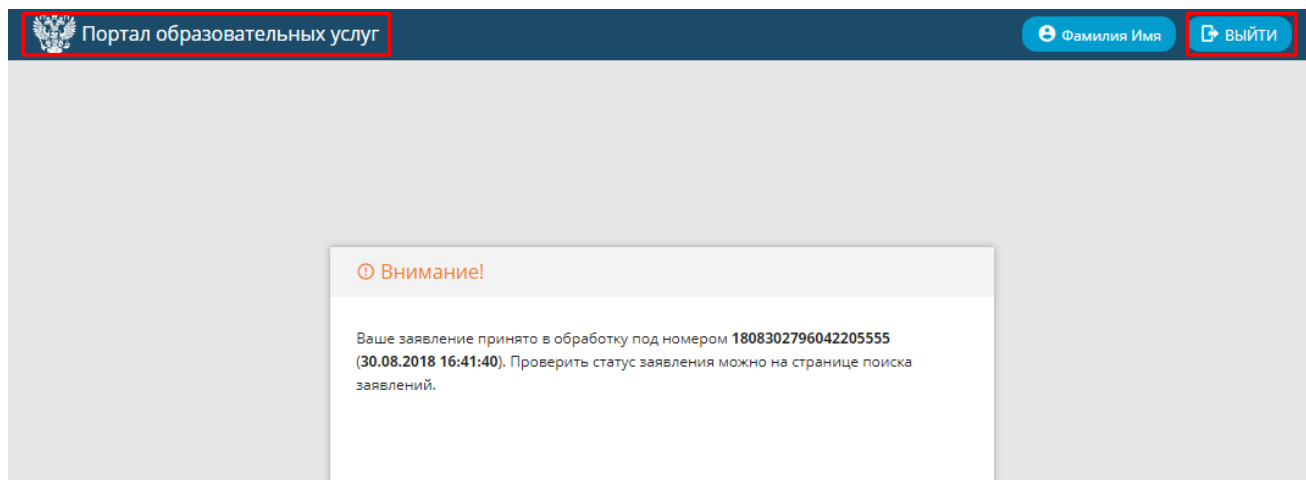 Портал образовательных услуг
Фамилия Имя
ВЫЙТИ
Внимание!
Ваше заявление принято в обработку под номером 1808302796042205555
(30.08.2018 16:41:40). Проверить статус заявления можно на странице поиска
заявлений.